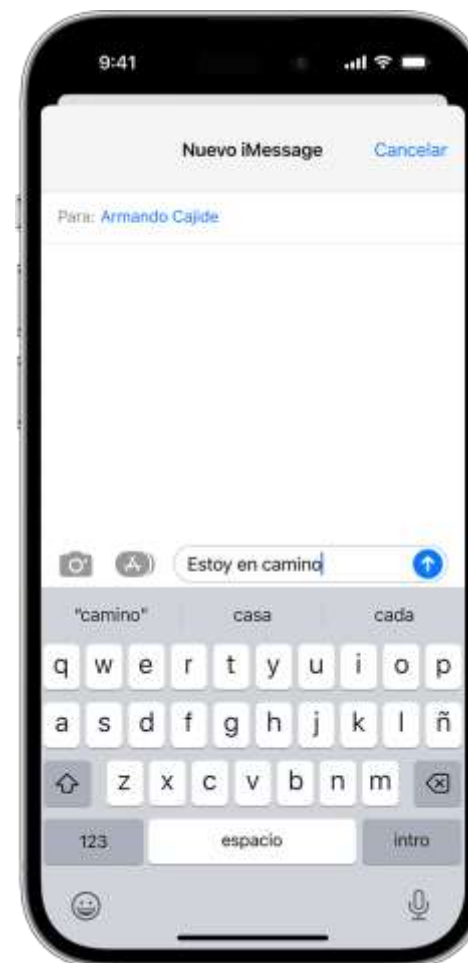 9:41
Nuevo iMessage Cancelar
Para: Armando Cajide
Estoy en camino
"camino" casa cada
q w e r t y u i o p
a s d f g h j k l ñ
z x c v b n m
123 espacio intro